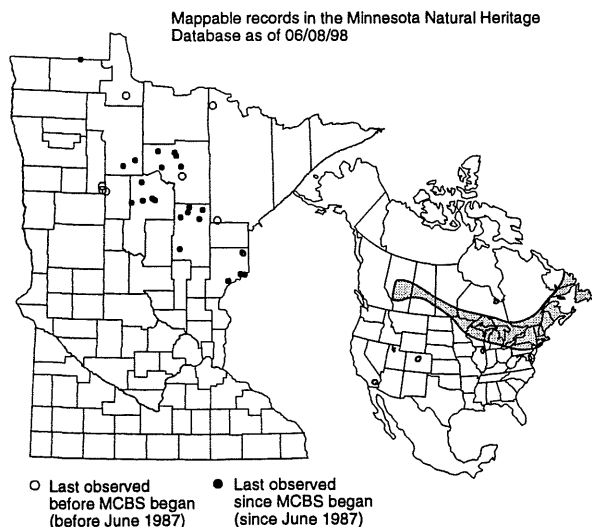 Mappable records in the Minnesota Natural Heritage
Database as of 06/08/98
Last observed
before MCBS began
(before June 1987)
Last observed
since MCBS began
(since June 1987)